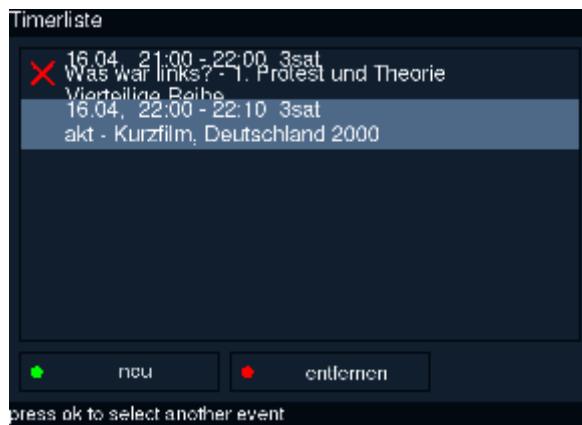 Timerliste
16.04, 21:00 - 22:00 3sat
Was war links? - 1. Protest und Theorie
Vierteilige Reihe
16.04, 22:00 - 22:10 3sat
akt - Kurzfilm, Deutschland 2000
neu
entfernen
press ok to select another event